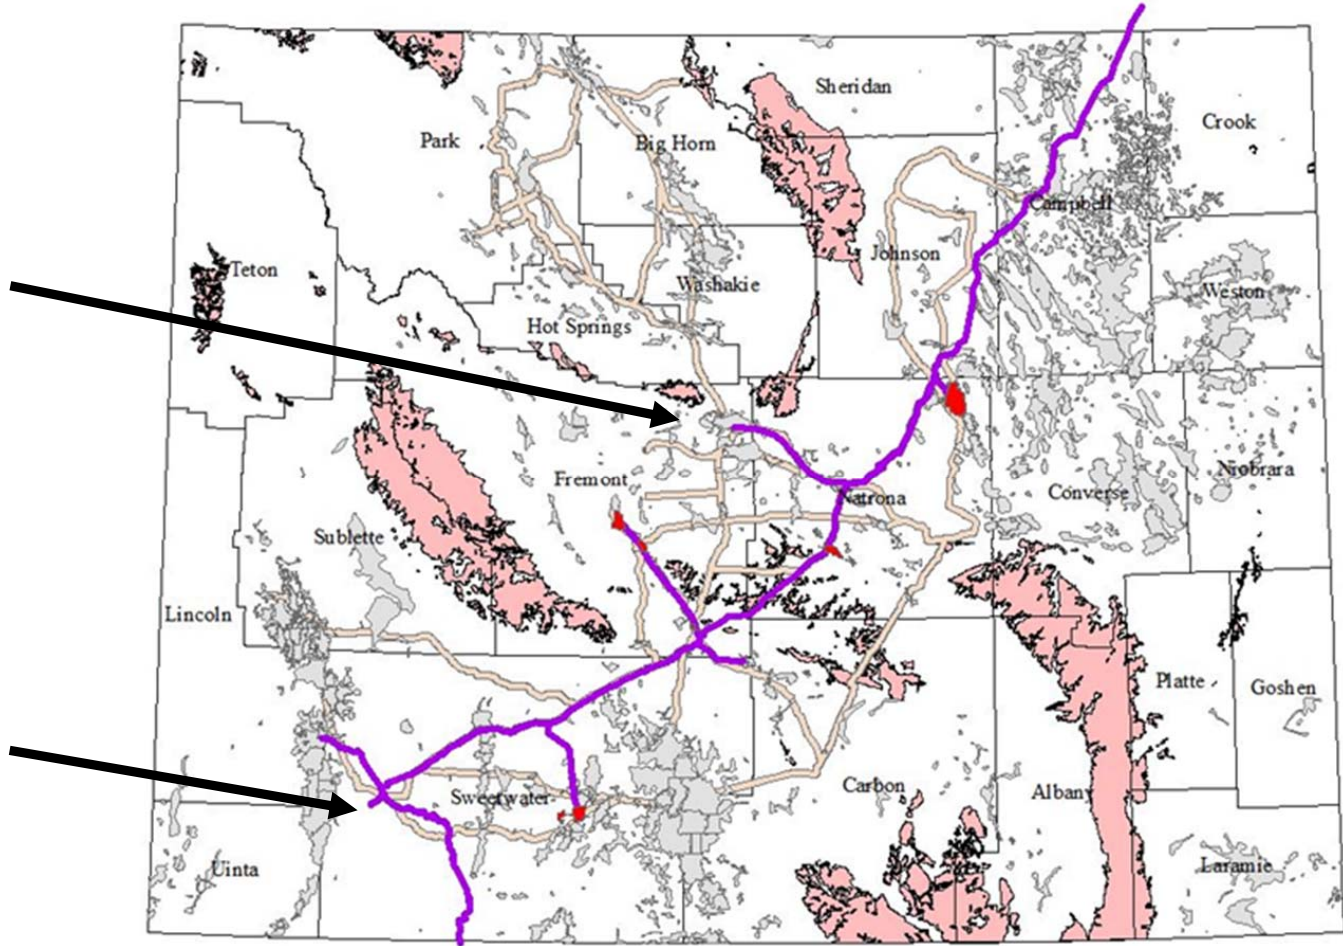 Sheridan
Crook
Park
Big Horn
Campbell
Johnson
Teton
Washakie
Weston
Hot Springs
Fremont
Natrona
Converse
Niobrara
Sublette
Lincoln
Platte
Goshen
Sweetwater
Carbon
Albany
Uinta
Laramie